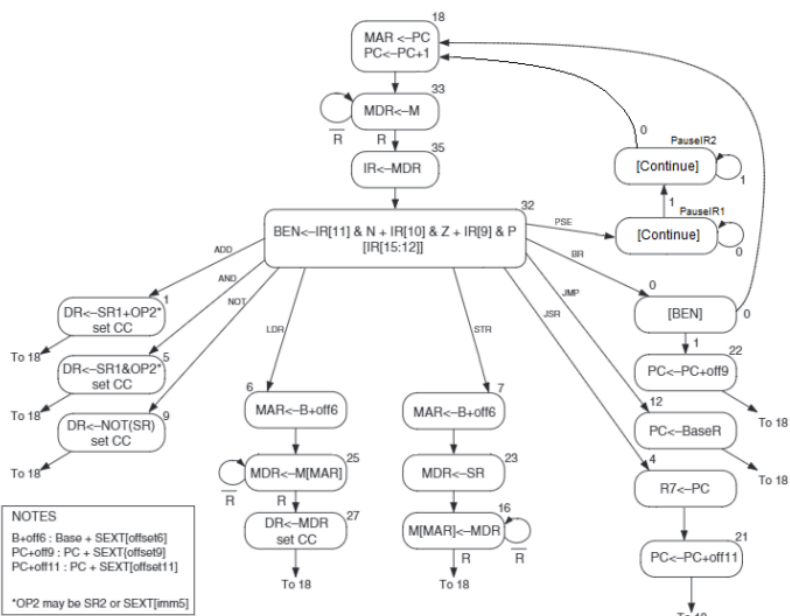 18
MAR <-PC
PC<-PC+1
33
MDR<-M
R
R
35
IR<-MDR
32
BEN<-IR[11] & N + IR[10] & Z + IR[9] & P
[IR[15:12]]
0
PauseIR2
[Continue]
1
1
PauseIR1
[Continue]
0
PSE
BR
JMP
JSR
ADD
AND
NOT
LDR
STR
1
DR<-SR1+OP2*
set CC
To 18
5
DR<-SR1&OP2*
set CC
To 18
9
DR<-NOT(SR)
set CC
To 18
6
MAR<-B+off6
25
MDR<-M[MAR]
R
R
27
DR<-MDR
set CC
To 18
7
MAR<-B+off6
23
MDR<-SR
16
M[MAR]<-MDR
R
R
To 18
0
[BEN]
0
1
22
PC<-PC+off9
To 18
12
PC<-BaseR
To 18
4
R7<-PC
21
PC<-PC+off11
To 18
NOTES
B+off6 : Base + SEXT[offset6]
PC+off9 : PC + SEXT[offset9]
PC+off11 : PC + SEXT[offset11]
*OP2 may be SR2 or SEXT[imm5]